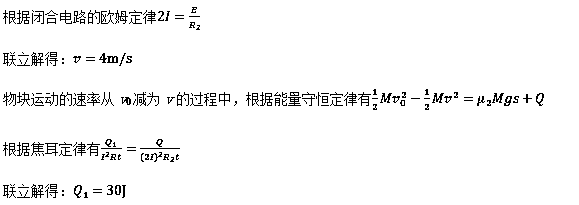 根据闭合电路的欧姆定律$2I=\frac{E}{R_2}$
联立解得：$v=4\mathrm{m/s}$
物块运动的速率从 $v_0$减为 $v$的过程中，根据能量守恒定律有$\frac{1}{2}Mv_0^2-\frac{1}{2}Mv^2=\mu_2Mgs+Q$
根据焦耳定律有$\frac{Q_1}{I^2Rt}=\frac{Q}{(2I)^2R_2t}$
联立解得：$Q_1=30\mathrm{J}$